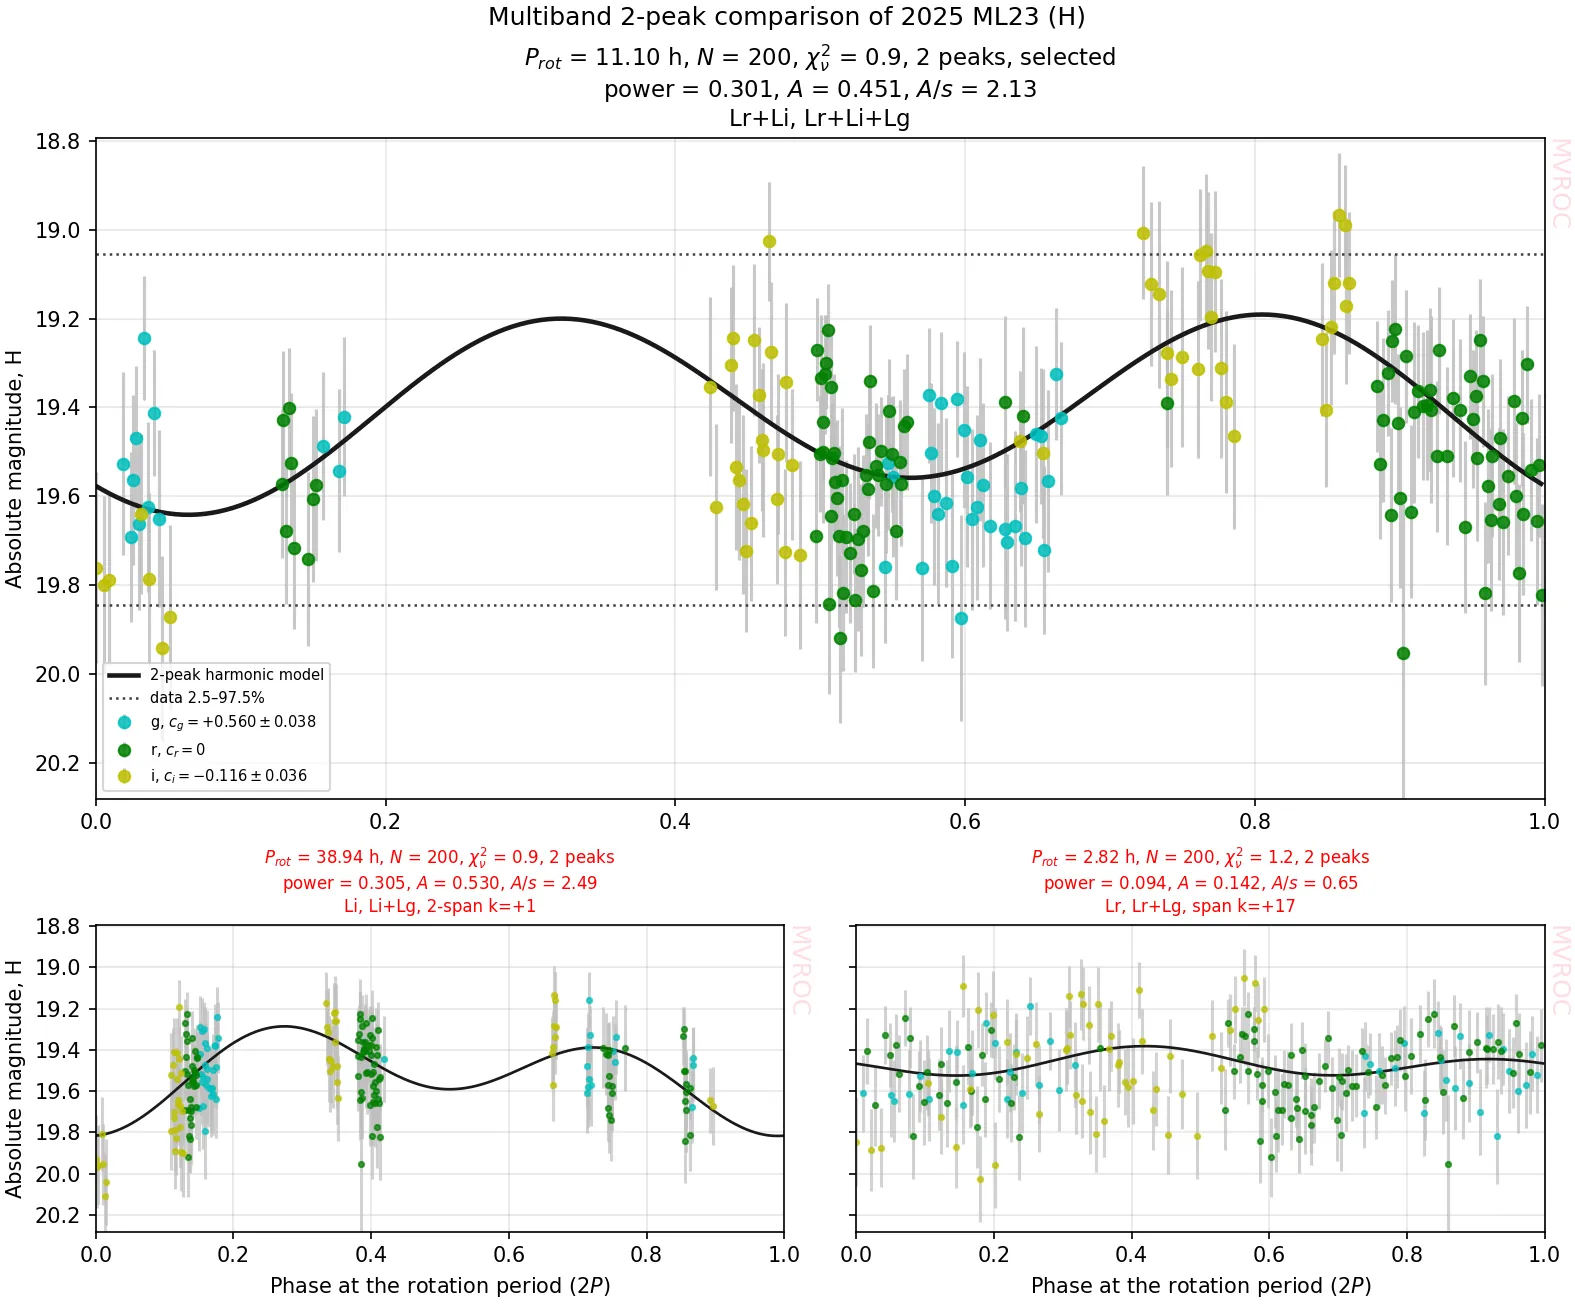 Multiband 2-peak comparison of 2025 ML23 (H)
P_rot = 11.10 h, N = 200, χ²_ν = 0.9, 2 peaks, selected
power = 0.301, A = 0.451, A/s = 2.13
Lr+Li, Lr+Li+Lg
Absolute magnitude, H
18.8
19.0
19.2
19.4
19.6
19.8
20.0
20.2
2-peak harmonic model
data 2.5–97.5%
g, c_g = +0.560 ± 0.038
r, c_r = 0
i, c_i = −0.116 ± 0.036
0.0 0.2 0.4 0.6 0.8 1.0
MVROC
P_rot = 38.94 h, N = 200, χ²_ν = 0.9, 2 peaks
power = 0.305, A = 0.530, A/s = 2.49
Li, Li+Lg, 2-span k=+1
Absolute magnitude, H
18.8
19.0
19.2
19.4
19.6
19.8
20.0
20.2
0.0 0.2 0.4 0.6 0.8 1.0
Phase at the rotation period (2P)
MVROC
P_rot = 2.82 h, N = 200, χ²_ν = 1.2, 2 peaks
power = 0.094, A = 0.142, A/s = 0.65
Lr, Lr+Lg, span k=+17
0.0 0.2 0.4 0.6 0.8 1.0
Phase at the rotation period (2P)
MVROC